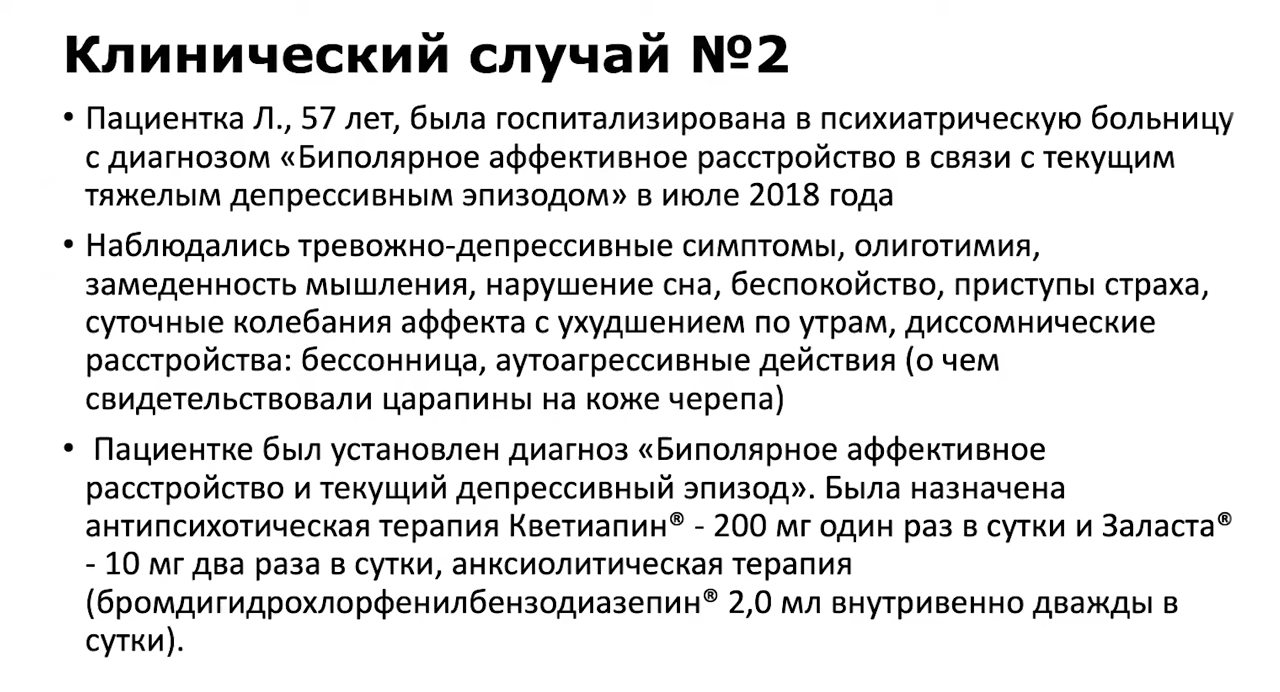 Клинический случай №2
• Пациентка Л., 57 лет, была госпитализирована в психиатрическую больницу
с диагнозом «Биполярное аффективное расстройство в связи с текущим
тяжелым депрессивным эпизодом» в июле 2018 года
• Наблюдались тревожно-депрессивные симптомы, олиготимия,
замеденность мышления, нарушение сна, беспокойство, приступы страха,
суточные колебания аффекта с ухудшением по утрам, диссомнические
расстройства: бессонница, аутоагрессивные действия (о чем
свидетельствовали царапины на коже черепа)
• Пациентке был установлен диагноз «Биполярное аффективное
расстройство и текущий депрессивный эпизод». Была назначена
антипсихотическая терапия Кветиапин® - 200 мг один раз в сутки и Заласта®
- 10 мг два раза в сутки, анксиолитическая терапия
(бромдигидрохлорфенилбензодиазепин® 2,0 мл внутривенно дважды в
сутки).